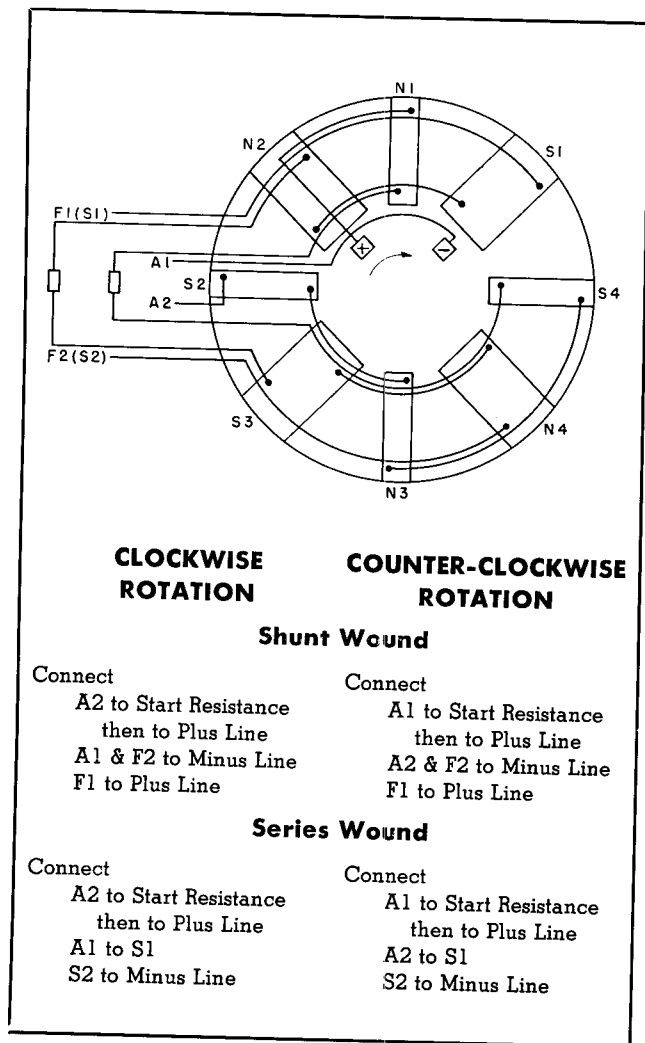 N1
N2
S1
F1(S1)
+
−
A1
S2
S4
A2
F2(S2)
S3
N4
N3
CLOCKWISE
ROTATION
COUNTER-CLOCKWISE
ROTATION
Shunt Wound
Connect
A2 to Start Resistance
then to Plus Line
A1 & F2 to Minus Line
F1 to Plus Line
Connect
A1 to Start Resistance
then to Plus Line
A2 & F2 to Minus Line
F1 to Plus Line
Series Wound
Connect
A2 to Start Resistance
then to Plus Line
A1 to S1
S2 to Minus Line
Connect
A1 to Start Resistance
then to Plus Line
A2 to S1
S2 to Minus Line